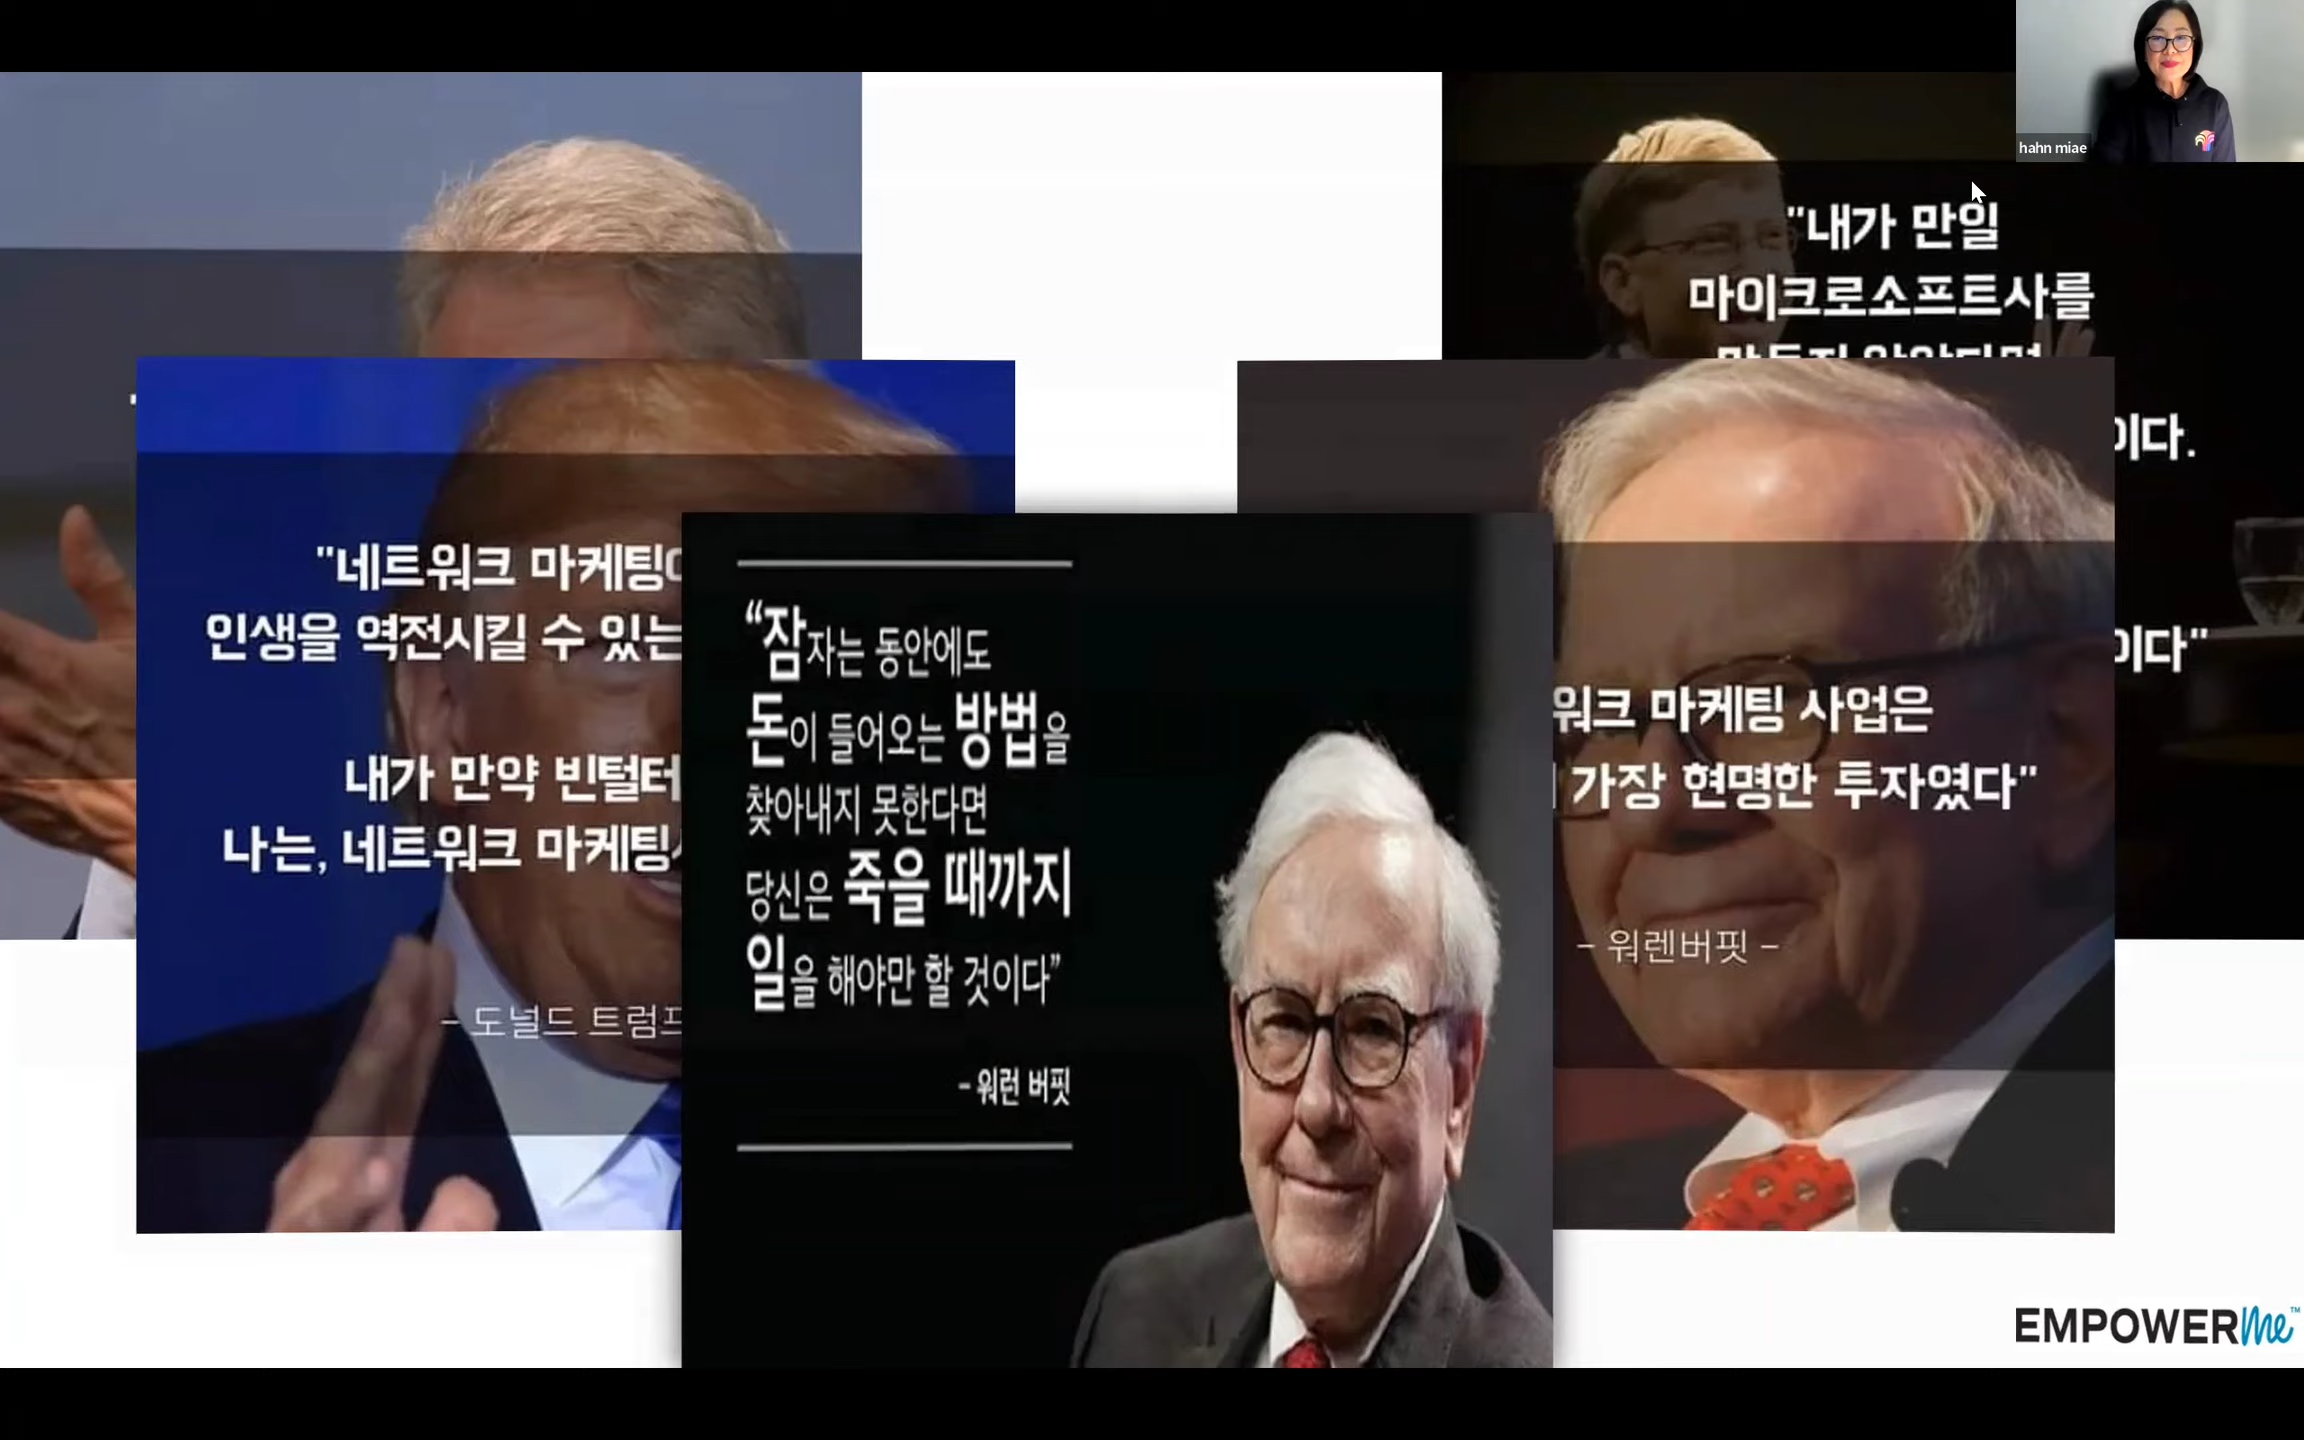 hahn miae
"내가 만일
마이크로소프트사를
이다.
이다"
"네트워크 마케팅
인생을 역전시킬 수 있는
내가 만약 빈털터
나는, 네트워크 마케팅
- 도널드 트럼프
"잠자는 동안에도
돈이 들어오는 방법을
찾아내지 못한다면
당신은 죽을 때까지
일을 해야만 할 것이다"
- 워런 버핏
워크 마케팅 사업은
가장 현명한 투자였다"
- 워렌버핏 -
EMPOWERme™